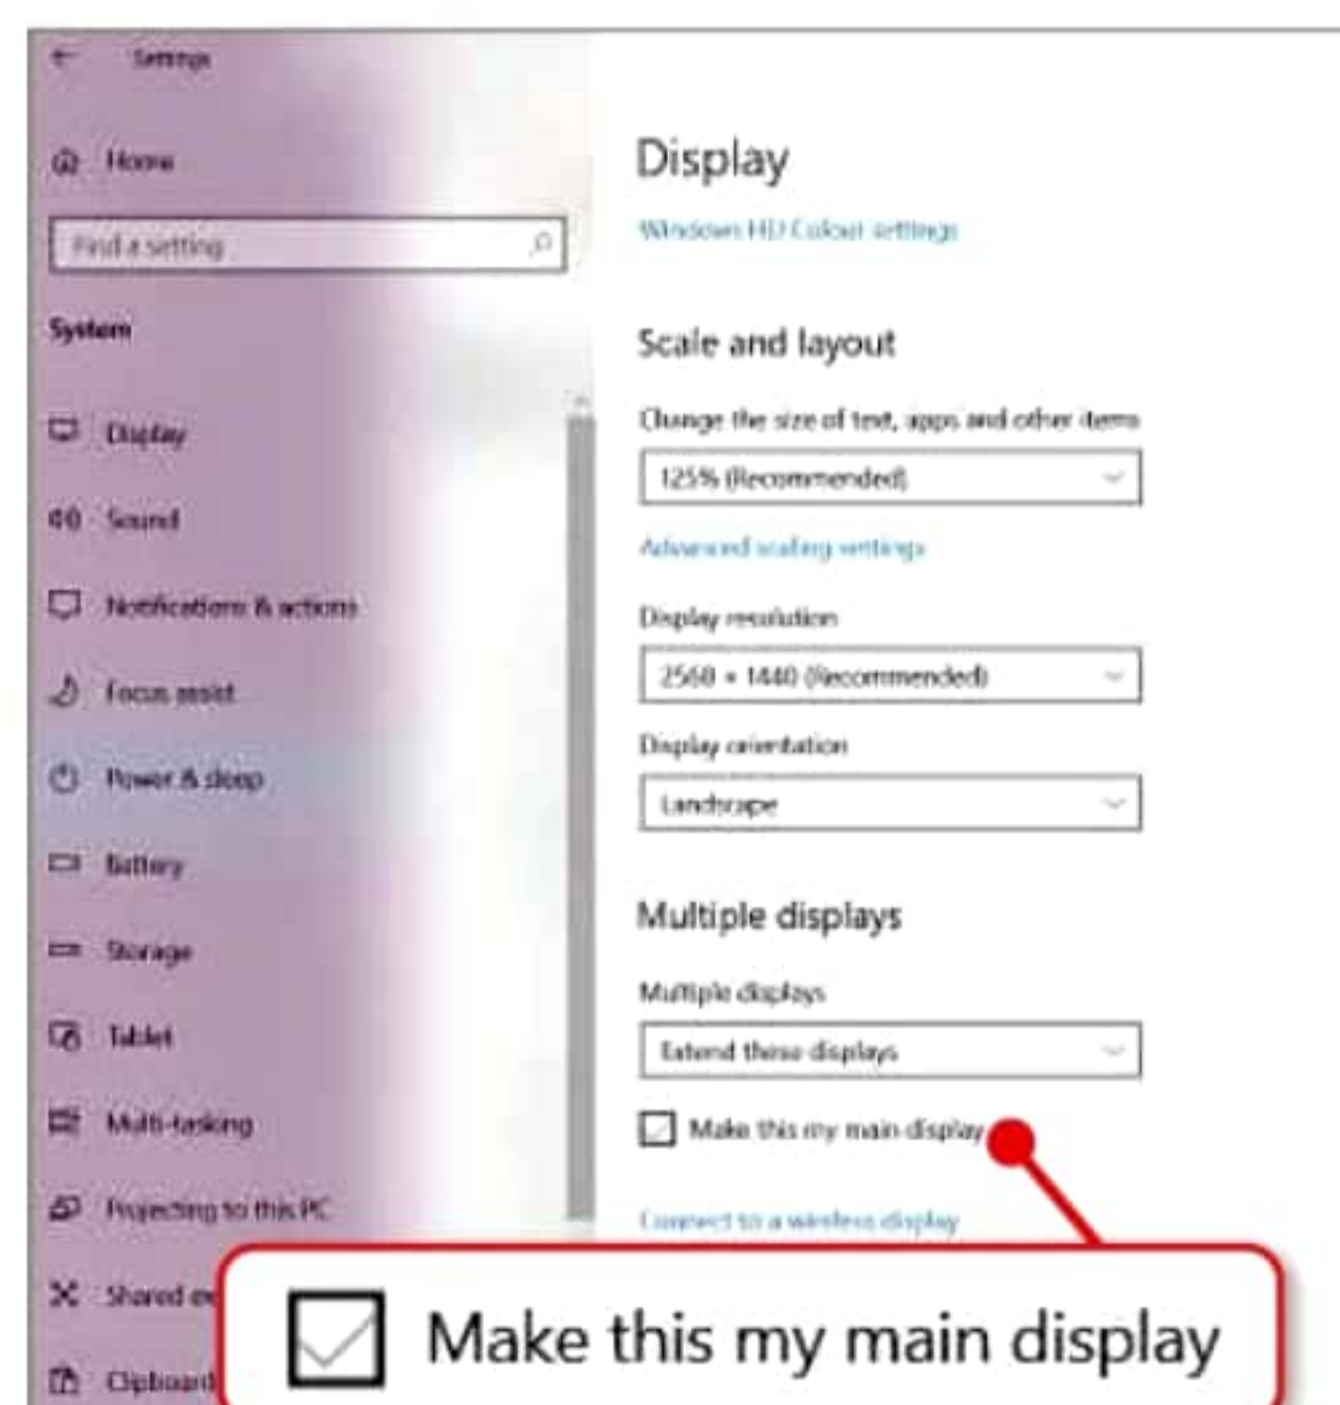 Settings
Home
Find a setting
System
Display
Sound
Notifications & actions
Focus assist
Power & sleep
Battery
Storage
Tablet
Multi-tasking
Projecting to this PC
Shared
Clipboard
Display
Windows HD Colour settings
Scale and layout
Change the size of text, apps and other items
125% (Recommended)
Advanced scaling settings
Display resolution
2560 × 1440 (Recommended)
Display orientation
Landscape
Multiple displays
Multiple displays
Extend these displays
Make this my main display
Connect to a wireless display
Make this my main display